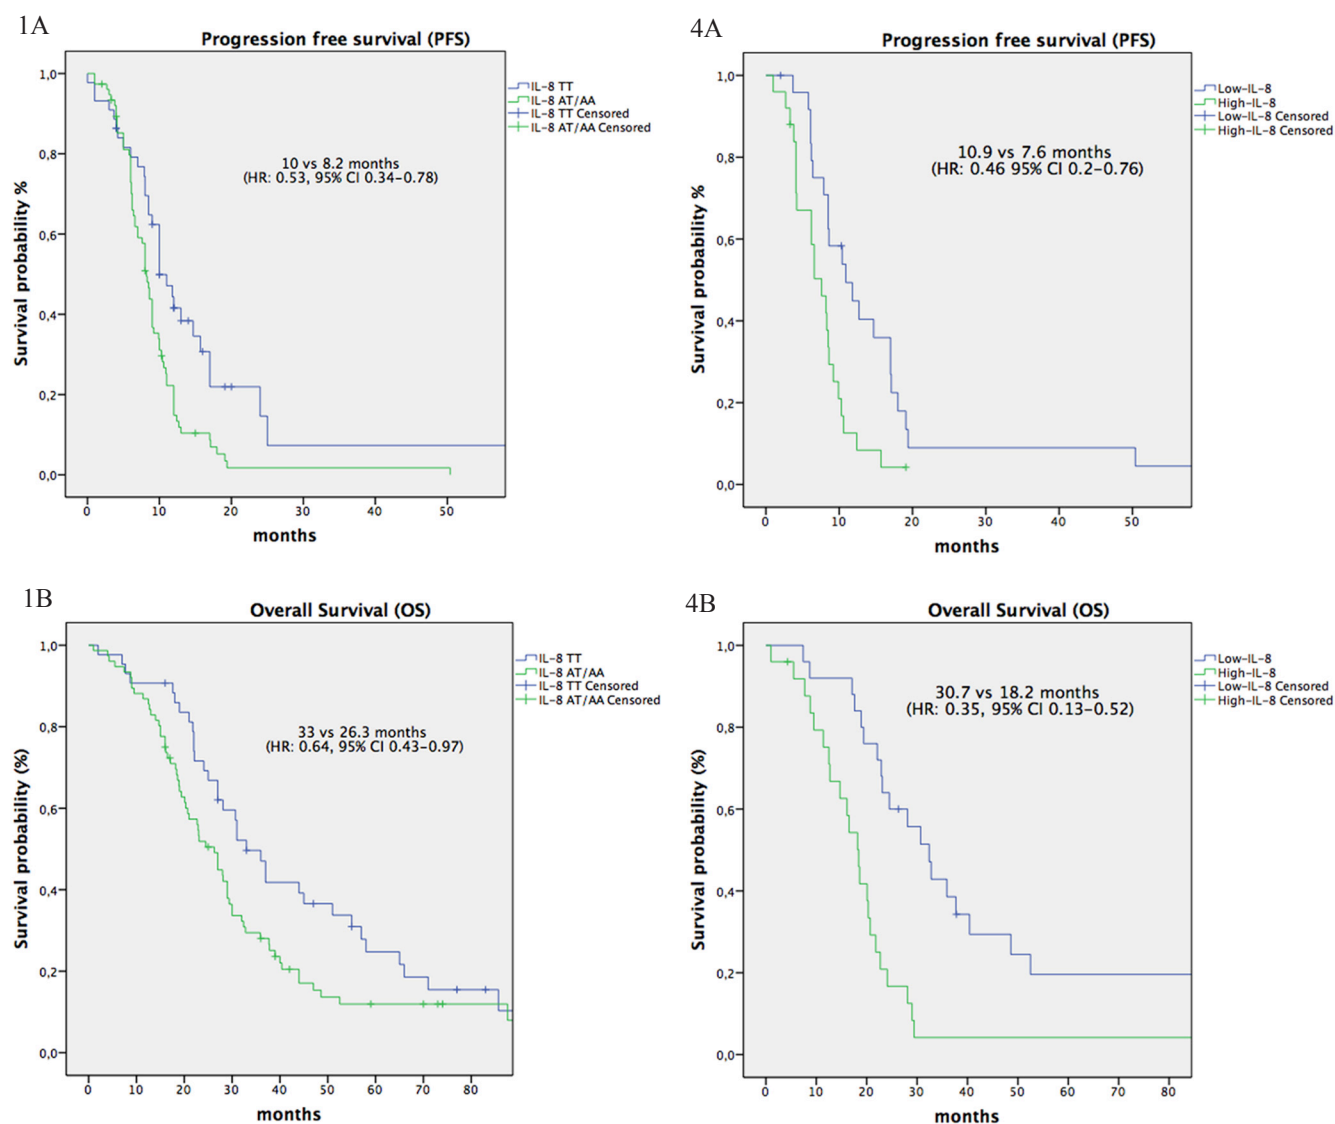 1A
Progression free survival (PFS)
1,0
0,8
0,6
0,4
0,2
0,0
Survival probability %
10 vs 8.2 months
(HR: 0.53, 95% CI 0.34–0.78)
IL-8 TT
IL-8 AT/AA
IL-8 TT Censored
IL-8 AT/AA Censored
0 10 20 30 40 50
months
4A
Progression free survival (PFS)
1,0
0,8
0,6
0,4
0,2
0,0
Survival probability %
10.9 vs 7.6 months
(HR: 0.46 95% CI 0.2–0.76)
Low-IL-8
High-IL-8
Low-IL-8 Censored
High-IL-8 Censored
0 10 20 30 40 50
months
1B
Overall Survival (OS)
1,0
0,8
0,6
0,4
0,2
0,0
Survival probability (%)
33 vs 26.3 months
(HR: 0.64, 95% CI 0.43–0.97)
IL-8 TT
IL-8 AT/AA
IL-8 TT Censored
IL-8 AT/AA Censored
0 10 20 30 40 50 60 70 80
months
4B
Overall Survival (OS)
1,0
0,8
0,6
0,4
0,2
0,0
Survival probability (%)
30.7 vs 18.2 months
(HR: 0.35, 95% CI 0.13–0.52)
Low-IL-8
High-IL-8
Low-IL-8 Censored
High-IL-8 Censored
0 10 20 30 40 50 60 70 80
months